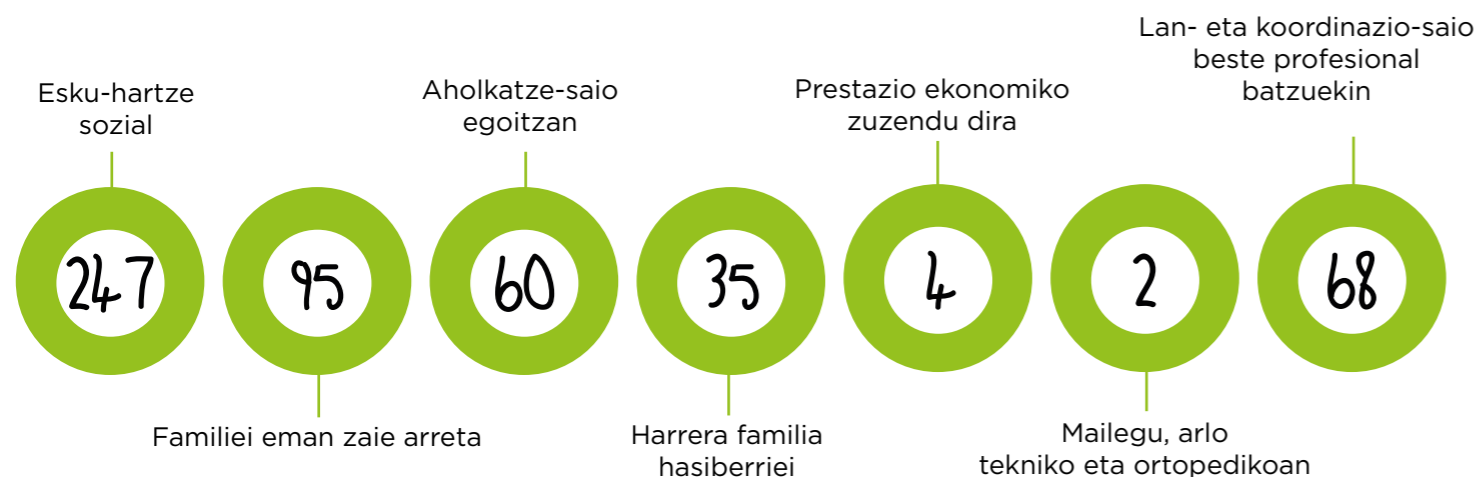 Esku-hartze
sozial
247
95
Familiei eman zaie arreta
Aholkatze-saio
egoitzan
60
35
Harrera familia
hasiberriei
Prestazio ekonomiko
zuzendu dira
4
2
Mailegu, arlo
tekniko eta ortopedikoan
Lan- eta koordinazio-saio
beste profesional
batzuekin
68